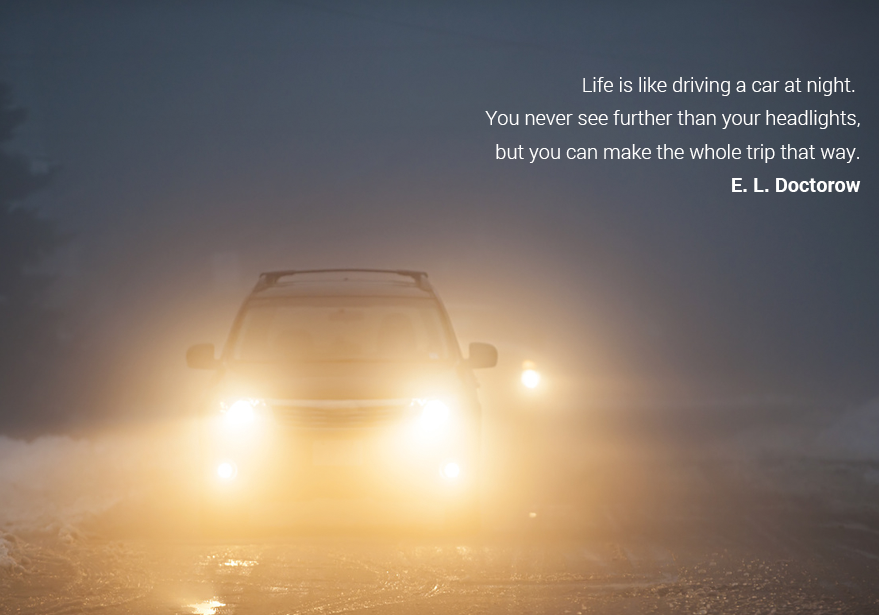 Life is like driving a car at night.
You never see further than your headlights,
but you can make the whole trip that way.
E. L. Doctorow